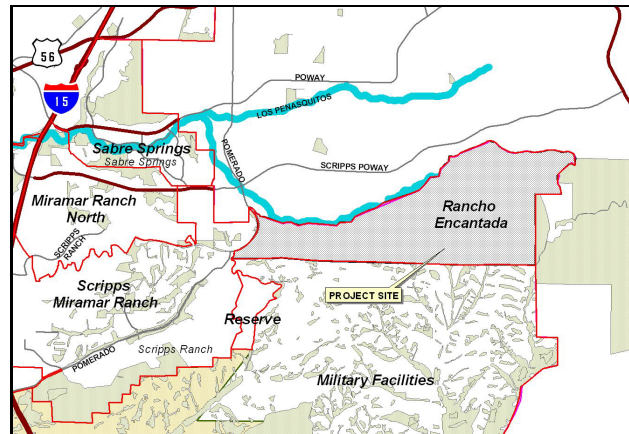 56
15
POWAY
LOS PENASQUITOS
Sabre Springs
Sabre Springs
POMERADO
SCRIPPS POWAY
Miramar Ranch
North
Rancho
Encantada
SCRIPPS
RANCH
Scripps
Miramar Ranch
PROJECT SITE
Reserve
Scripps Ranch
POMERADO
Military Facilities